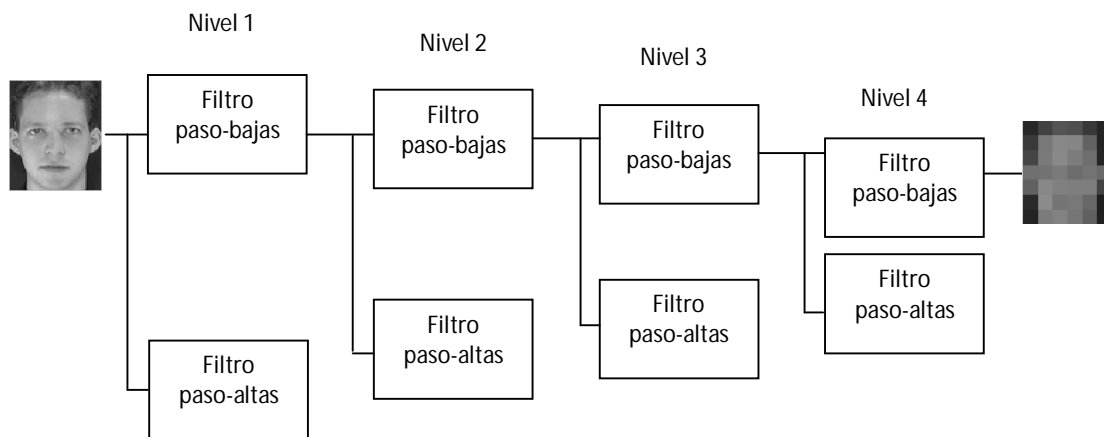 Nivel 1
Nivel 2
Nivel 3
Nivel 4
Filtro
paso-bajas
Filtro
paso-bajas
Filtro
paso-bajas
Filtro
paso-bajas
Filtro
paso-altas
Filtro
paso-altas
Filtro
paso-altas
Filtro
paso-altas